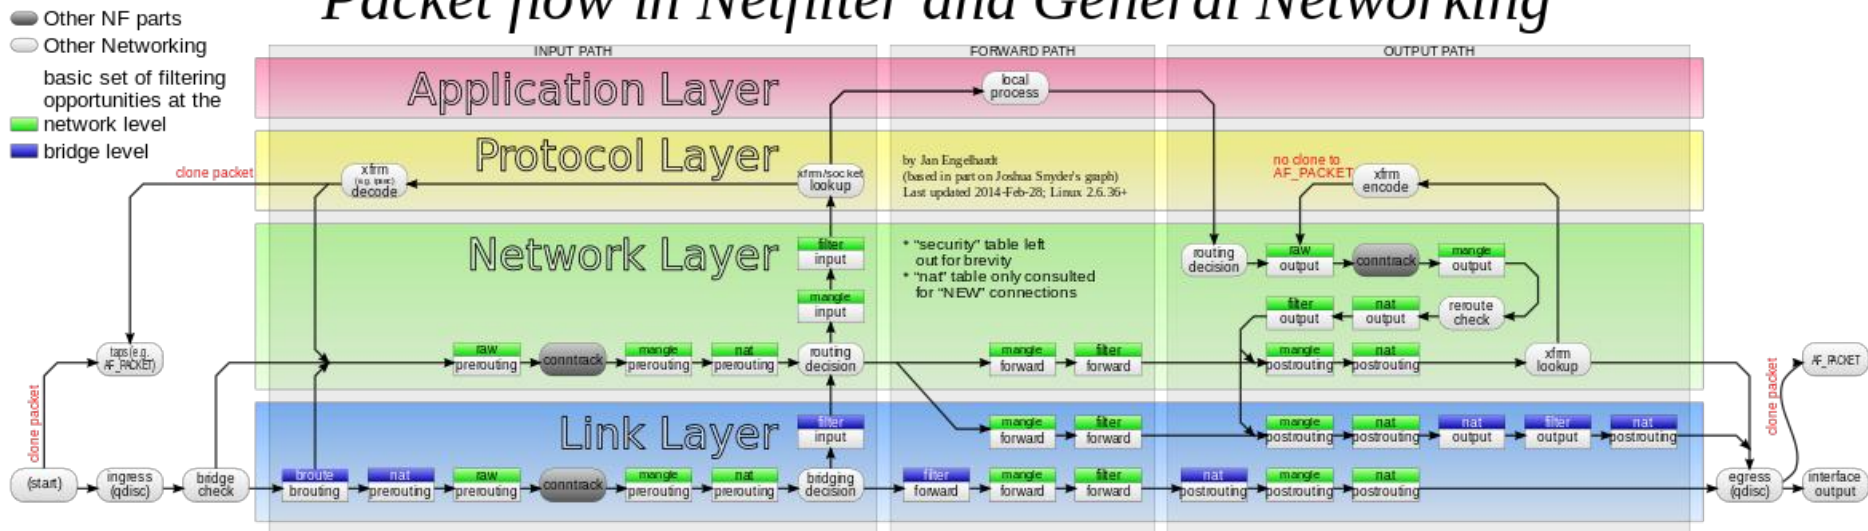 Packet flow in Netfilter and General Networking
Other NF parts
Other Networking
basic set of filtering
opportunities at the
network level
bridge level
INPUT PATH
FORWARD PATH
OUTPUT PATH
Application Layer
local
process
Protocol Layer
clone packet
xfrm
(e.g. ipsec)
decode
xfrm/socket
lookup
by Jan Engelhardt
(based in part on Joshua Snyder's graph)
Last updated 2014-Feb-28; Linux 2.6.36+
no clone to
AF_PACKET
xfrm
encode
Network Layer
filter
input
mangle
input
* "security" table left
out for brevity
* "nat" table only consulted
for "NEW" connections
routing
decision
raw
output
conntrack
mangle
output
filter
output
nat
output
reroute
check
taps (e.g.
AF_PACKET)
raw
prerouting
conntrack
mangle
prerouting
nat
prerouting
routing
decision
mangle
forward
filter
forward
mangle
postrouting
nat
postrouting
xfrm
lookup
clone packet
AF_PACKET
clone packet
Link Layer
filter
input
mangle
forward
filter
forward
mangle
postrouting
nat
postrouting
nat
output
filter
output
nat
postrouting
(start)
ingress
(qdisc)
bridge
check
broute
brouting
nat
prerouting
raw
prerouting
conntrack
mangle
prerouting
nat
prerouting
bridging
decision
filter
forward
mangle
forward
filter
forward
nat
postrouting
mangle
postrouting
nat
postrouting
egress
(qdisc)
interface
output